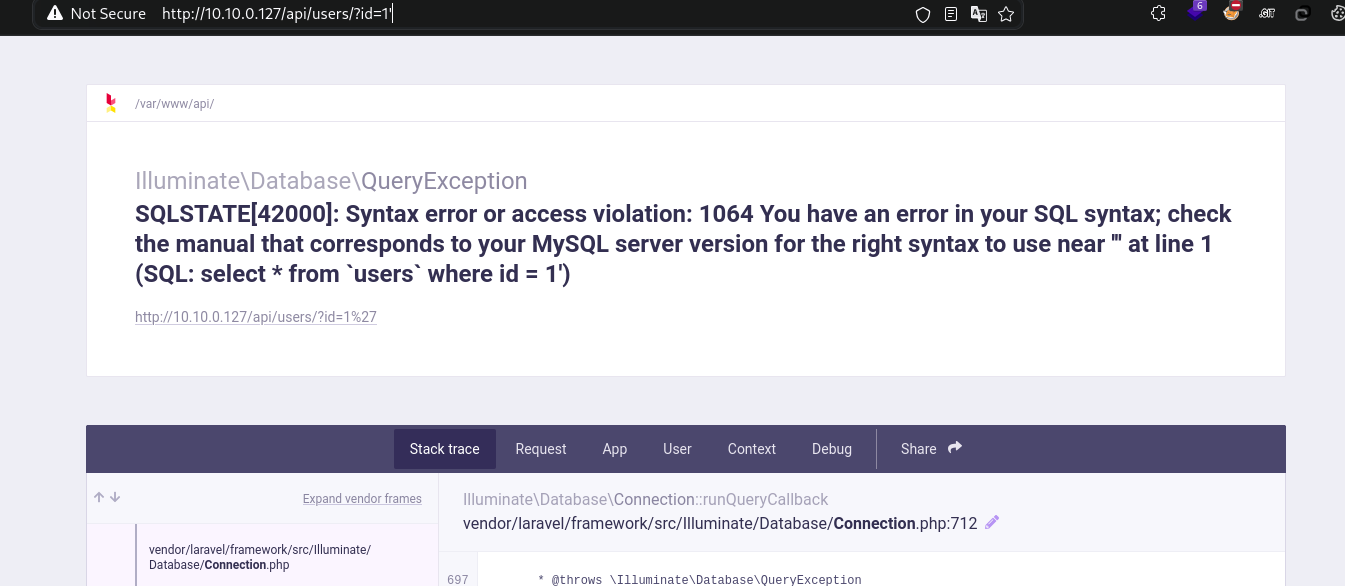 Not Secure http://10.10.0.127/api/users/?id=1'
6
.GIT
/var/www/api/
Illuminate\Database\QueryException
SQLSTATE[42000]: Syntax error or access violation: 1064 You have an error in your SQL syntax; check
the manual that corresponds to your MySQL server version for the right syntax to use near ''' at line 1
(SQL: select * from `users` where id = 1')
http://10.10.0.127/api/users/?id=1%27
Stack trace Request App User Context Debug Share
Expand vendor frames
vendor/laravel/framework/src/Illuminate/
Database/Connection.php
Illuminate\Database\Connection::runQueryCallback
vendor/laravel/framework/src/Illuminate/Database/Connection.php:712
697 * @throws \Illuminate\Database\QueryException